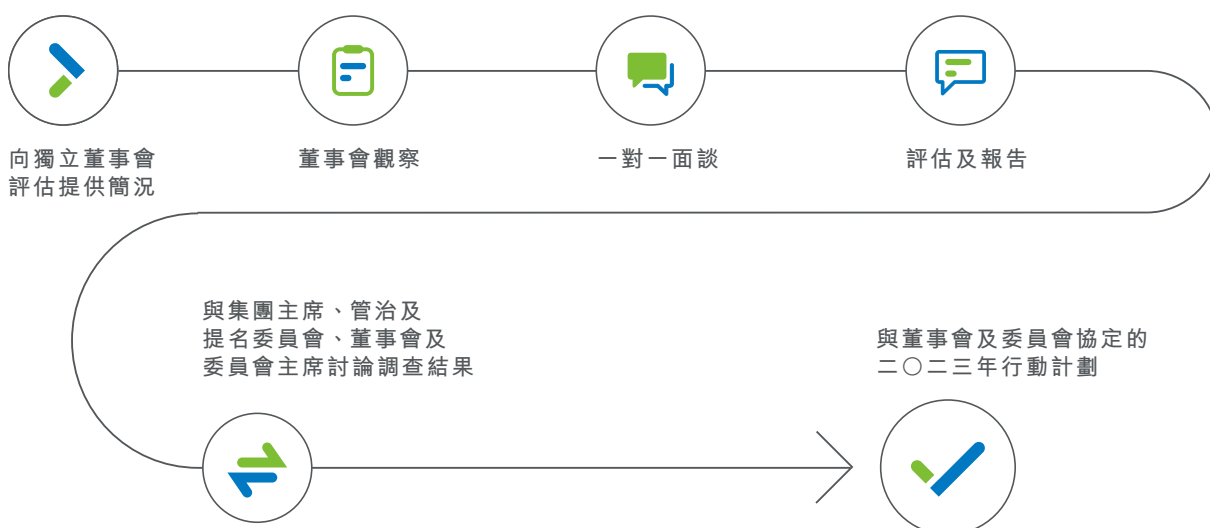 向獨立董事會
評估提供簡況
董事會觀察
一對一面談
評估及報告
與集團主席、管治及
提名委員會、董事會及
委員會主席討論調查結果
與董事會及委員會協定的
二〇二三年行動計劃